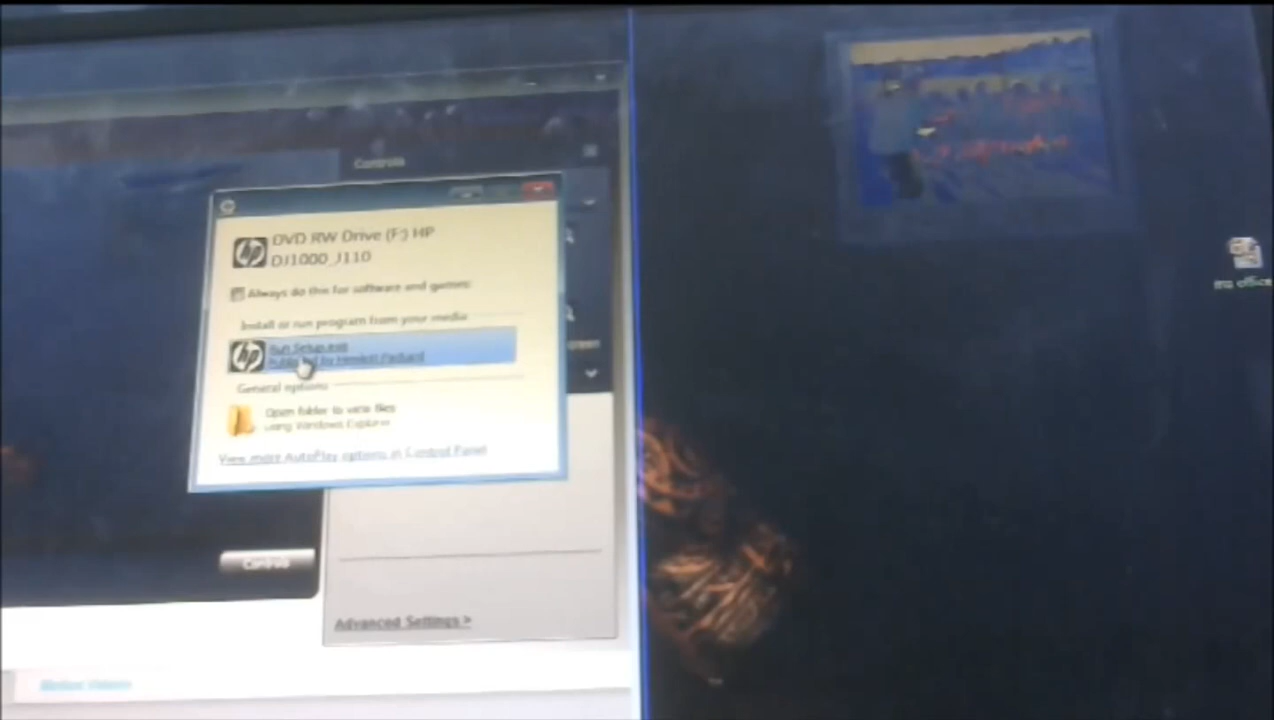 Controls
DVD RW Drive (F:) HP
DJ1000_J110
Always do this for software and games:
Install or run program from your media
hp
Run Setup.exe
Published by Hewlett-Packard
General options
Open folder to view files
using Windows Explorer
View more AutoPlay options in Control Panel
Controls
Advanced Settings >